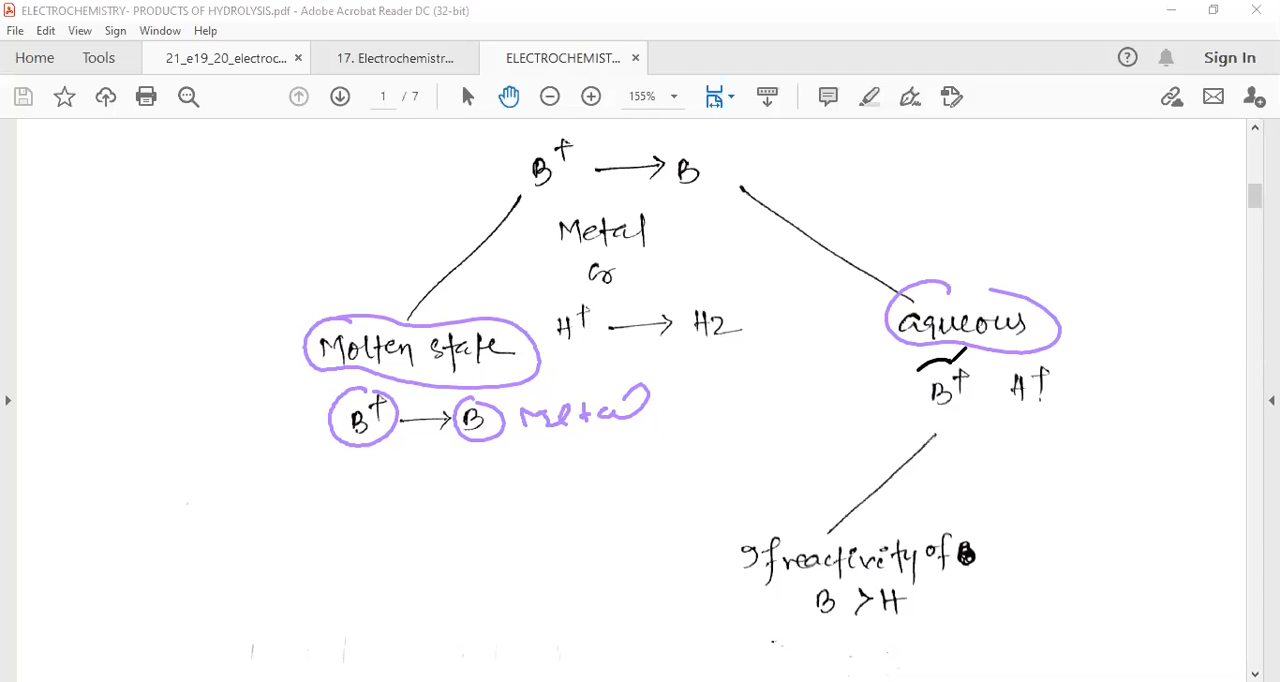 ELECTROCHEMISTRY- PRODUCTS OF HYDROLYSIS.pdf - Adobe Acrobat Reader DC (32-bit)
File Edit View Sign Window Help
Home Tools 21_e19_20_electroc... × 17. Electrochemistr... ELECTROCHEMIST... × Sign In
1 / 7 155%
B⁺ → B
Metal
or
H⁺ → H2
Molten state
B⁺ → B Metal
aqueous
B⁺ H⁺
If reactivity of B
B > H